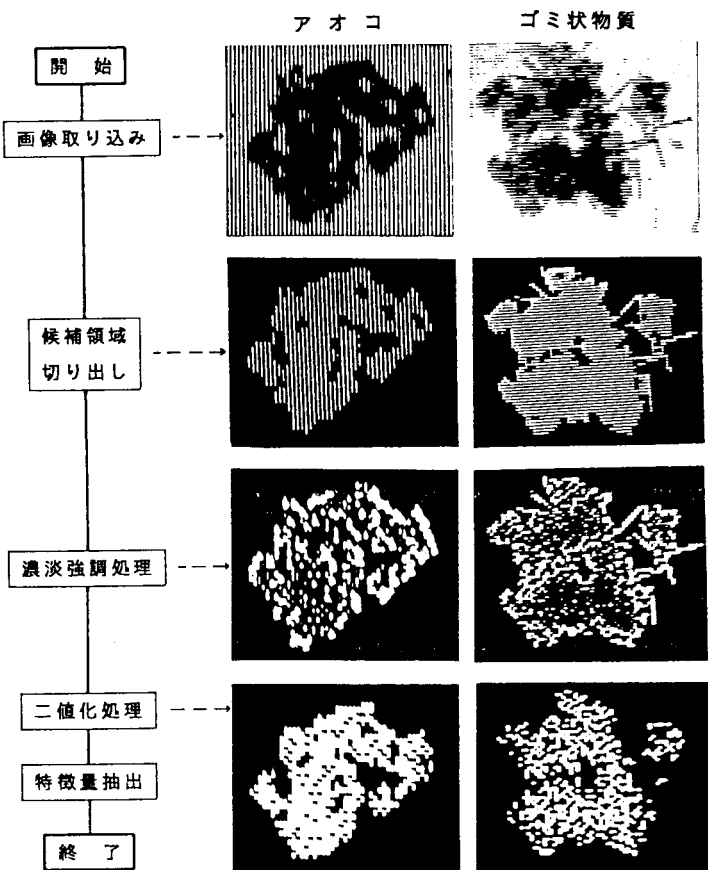 アオコ
ゴミ状物質
開始
画像取り込み
候補領域
切り出し
濃淡強調処理
二値化処理
特徴量抽出
終了